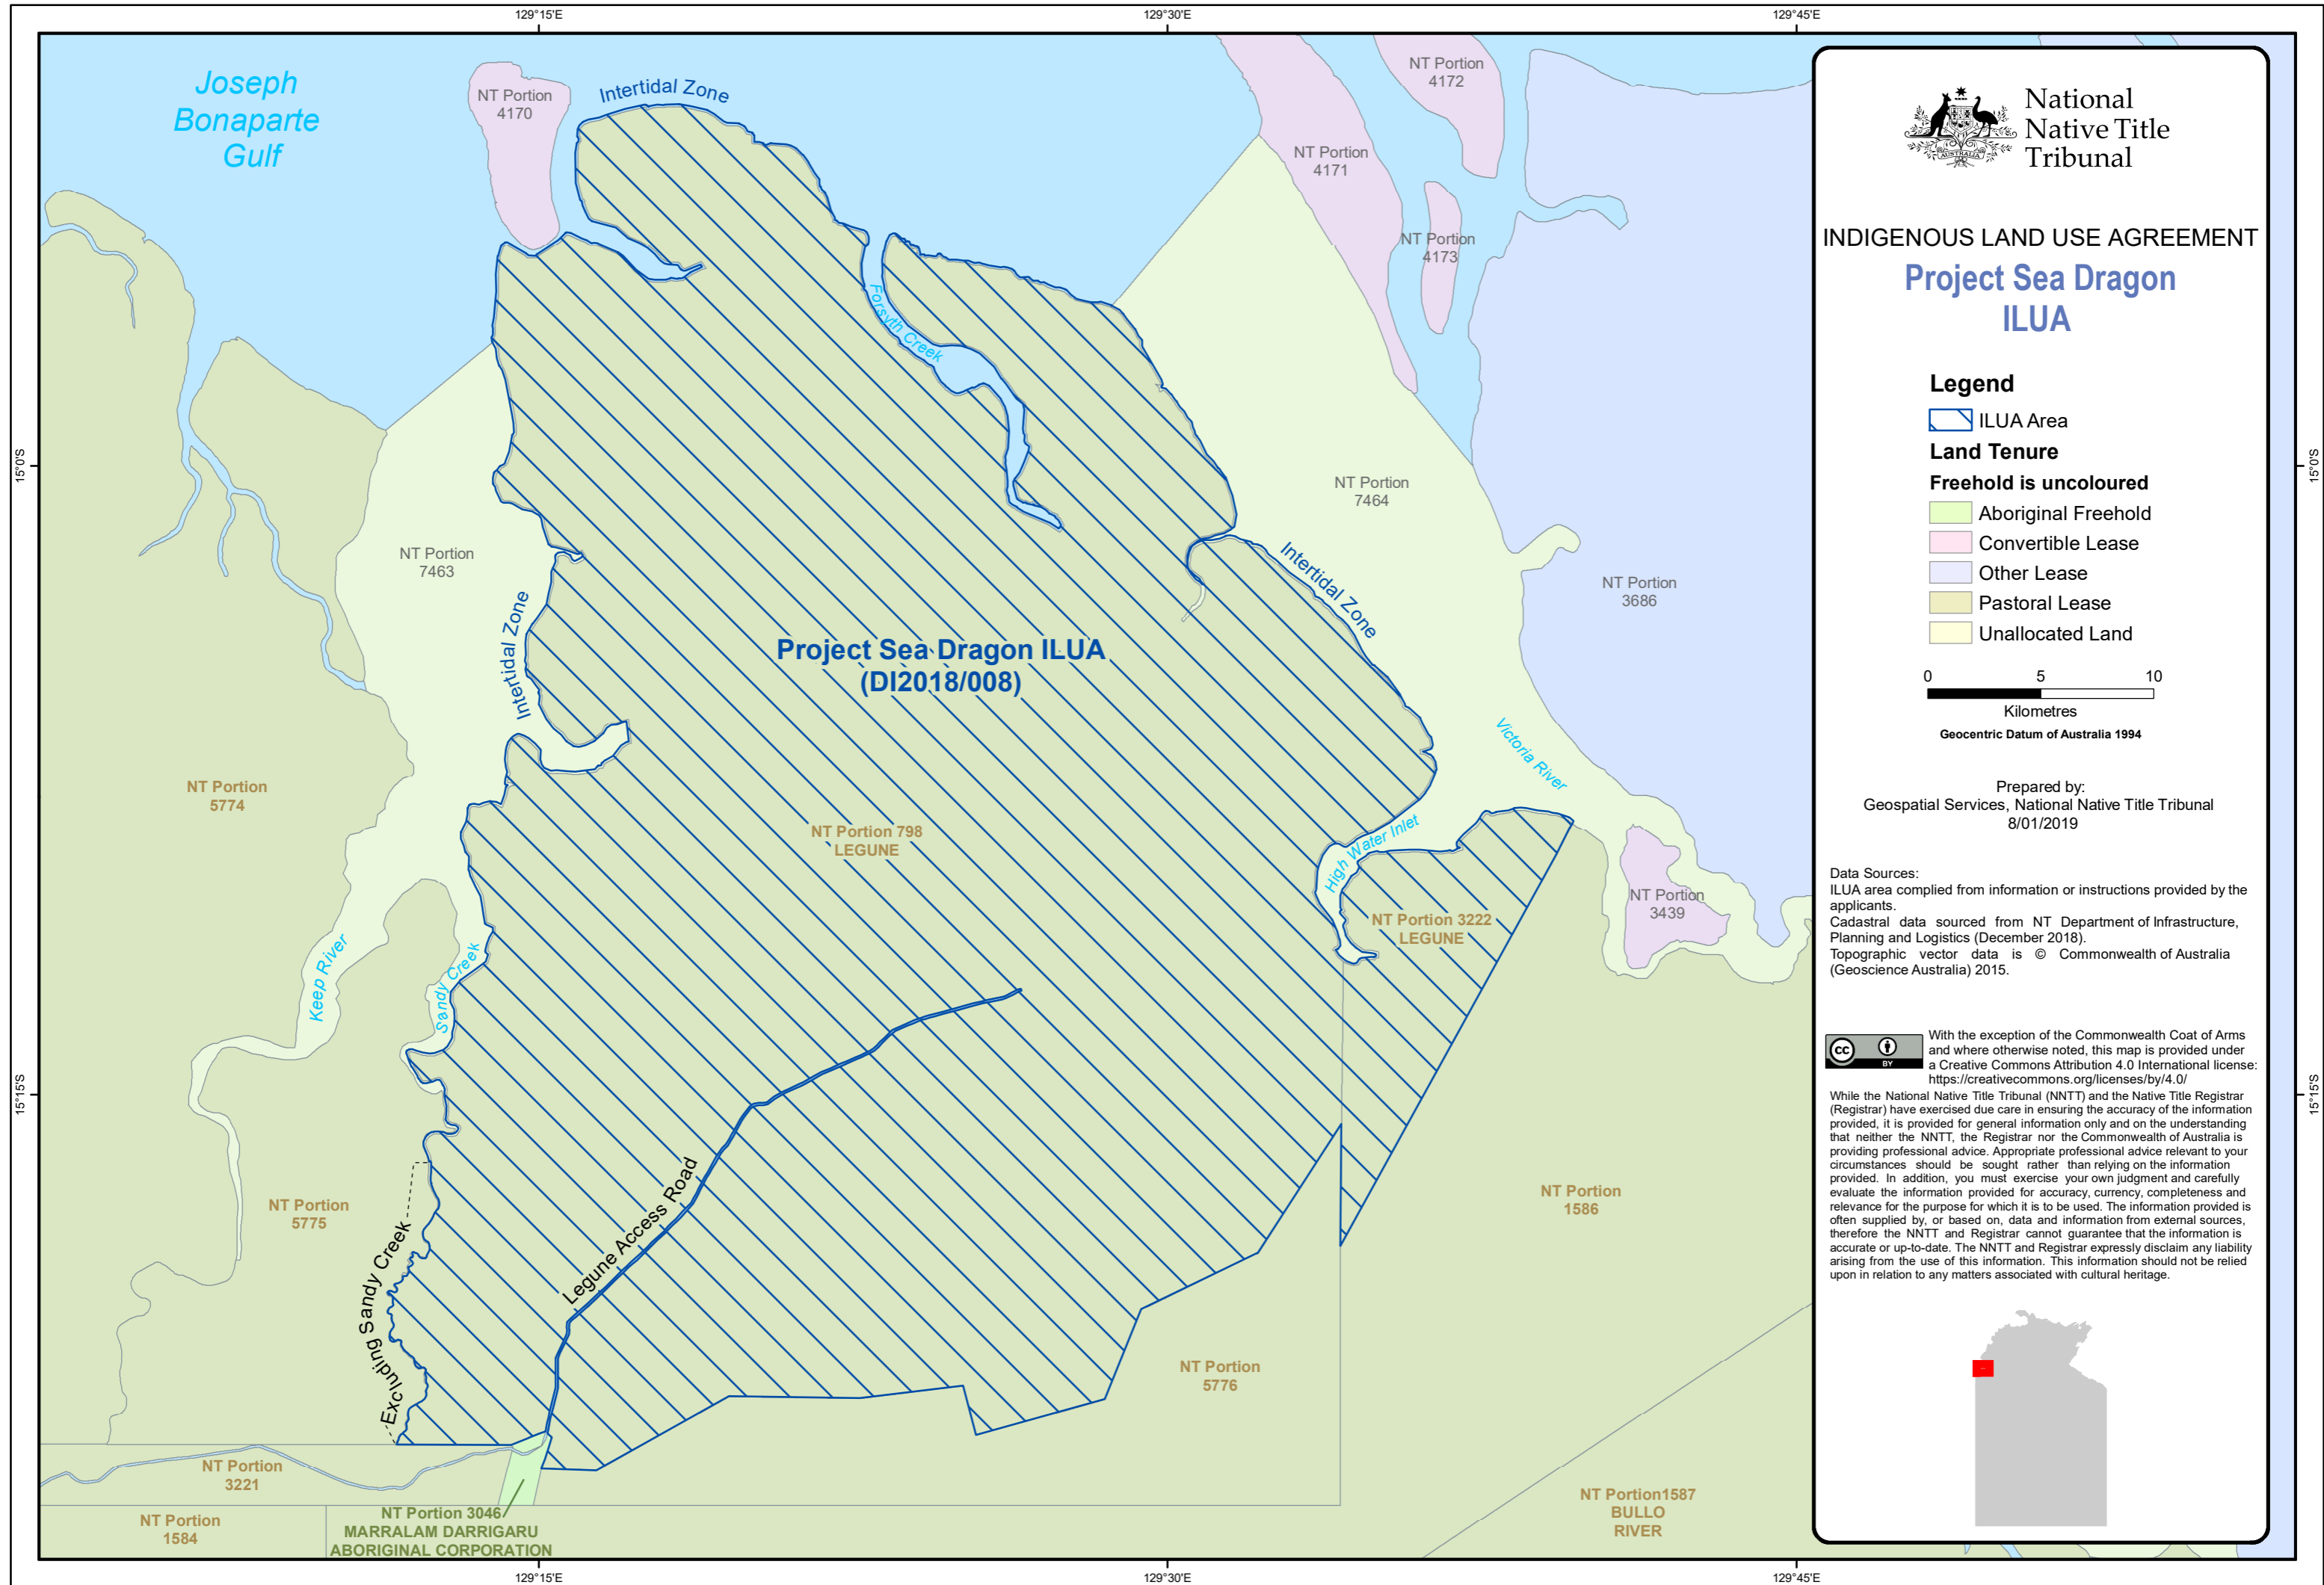 129°15'E
129°30'E
129°45'E
Joseph
Bonaparte
Gulf
NT Portion
4170
Intertidal Zone
NT Portion
4172
NT Portion
4171
NT Portion
4173
Forsyth Creek
15°0'S
15°0'S
NT Portion
7464
NT Portion
7463
Intertidal Zone
NT Portion
3686
Intertidal Zone
Project Sea Dragon ILUA
(DI2018/008)
Victoria River
NT Portion
5774
NT Portion 798
LEGUNE
High Water Inlet
NT Portion 3222
LEGUNE
NT Portion
3439
Keep River
Sandy Creek
15°15'S
15°15'S
NT Portion
5775
Legune Access Road
NT Portion
1586
Excluding Sandy Creek
NT Portion
5776
NT Portion
3221
NT Portion
1584
NT Portion 3046
MARRALAM DARRIGARU
ABORIGINAL CORPORATION
NT Portion1587
BULLO
RIVER
129°15'E
129°30'E
129°45'E
AUSTRALIA
National
Native Title
Tribunal
INDIGENOUS LAND USE AGREEMENT
Project Sea Dragon
ILUA
Legend
ILUA Area
Land Tenure
Freehold is uncoloured
Aboriginal Freehold
Convertible Lease
Other Lease
Pastoral Lease
Unallocated Land
0 5 10
Kilometres
Geocentric Datum of Australia 1994
Prepared by:
Geospatial Services, National Native Title Tribunal
8/01/2019
Data Sources:
ILUA area complied from information or instructions provided by the
applicants.
Cadastral data sourced from NT Department of Infrastructure,
Planning and Logistics (December 2018).
Topographic vector data is © Commonwealth of Australia
(Geoscience Australia) 2015.
cc BY
With the exception of the Commonwealth Coat of Arms
and where otherwise noted, this map is provided under
a Creative Commons Attribution 4.0 International license:
https://creativecommons.org/licenses/by/4.0/
While the National Native Title Tribunal (NNTT) and the Native Title Registrar
(Registrar) have exercised due care in ensuring the accuracy of the information
provided, it is provided for general information only and on the understanding
that neither the NNTT, the Registrar nor the Commonwealth of Australia is
providing professional advice. Appropriate professional advice relevant to your
circumstances should be sought rather than relying on the information
provided. In addition, you must exercise your own judgment and carefully
evaluate the information provided for accuracy, currency, completeness and
relevance for the purpose for which it is to be used. The information provided is
often supplied by, or based on, data and information from external sources,
therefore the NNTT and Registrar cannot guarantee that the information is
accurate or up-to-date. The NNTT and Registrar expressly disclaim any liability
arising from the use of this information. This information should not be relied
upon in relation to any matters associated with cultural heritage.